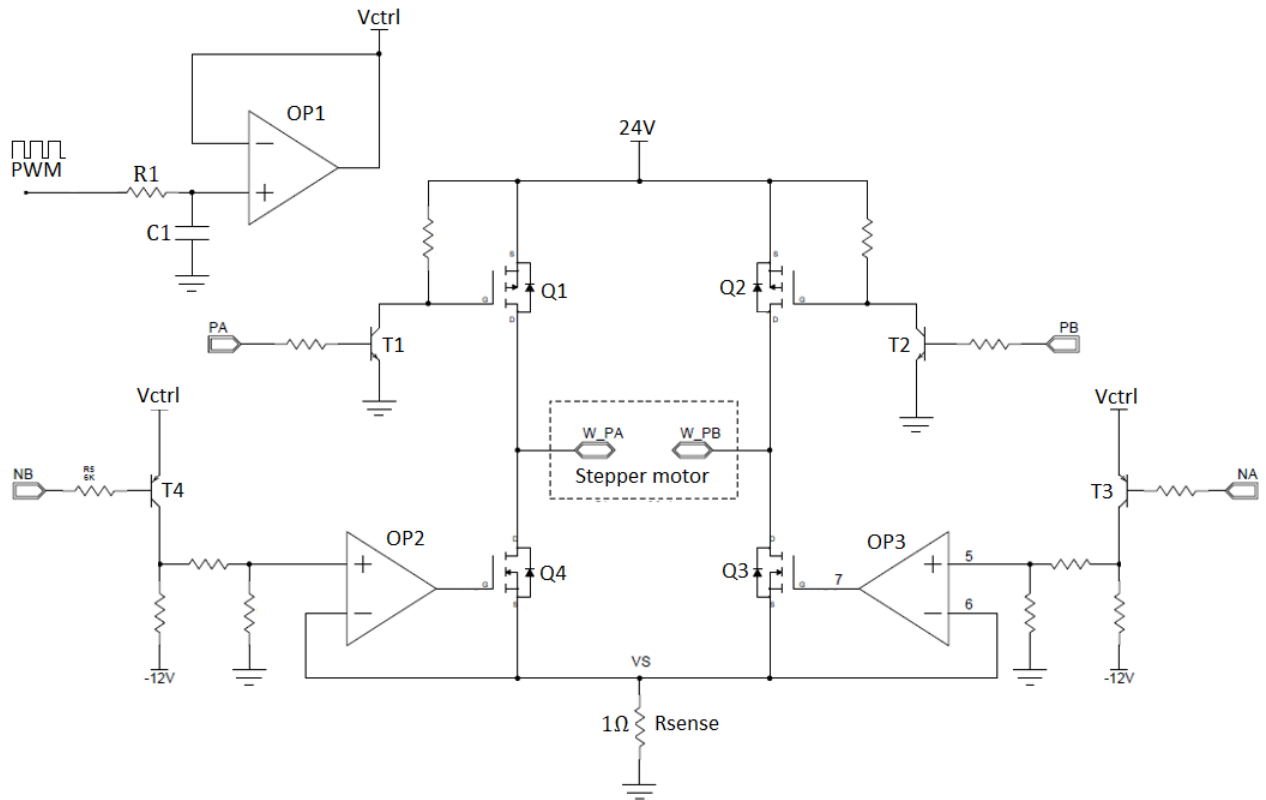 Vctrl
OP1
PWM
R1
C1
24V
S
S
G
Q1
Q2
G
D
D
PA
T1
T2
PB
Vctrl
Vctrl
W_PA
W_PB
Stepper motor
NB
R5
6K
T4
T3
NA
OP2
OP3
D
D
+
−
+
−
+
−
G
Q4
Q3
G
7
5
6
S
S
-12V
-12V
VS
1Ω
Rsense